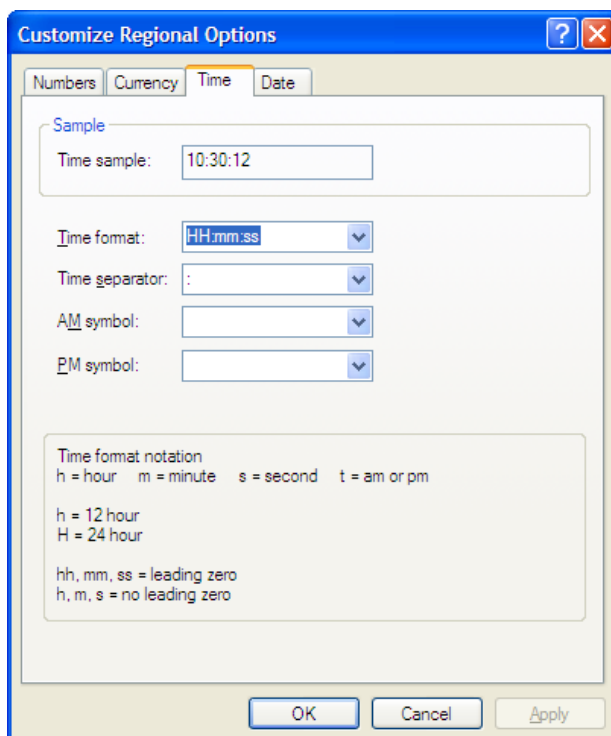 Customize Regional Options
Numbers Currency Time Date
Sample
Time sample: 10:30:12
Time format: HH:mm:ss
Time separator: :
AM symbol:
PM symbol:
Time format notation
h = hour m = minute s = second t = am or pm
h = 12 hour
H = 24 hour
hh, mm, ss = leading zero
h, m, s = no leading zero
OK Cancel Apply